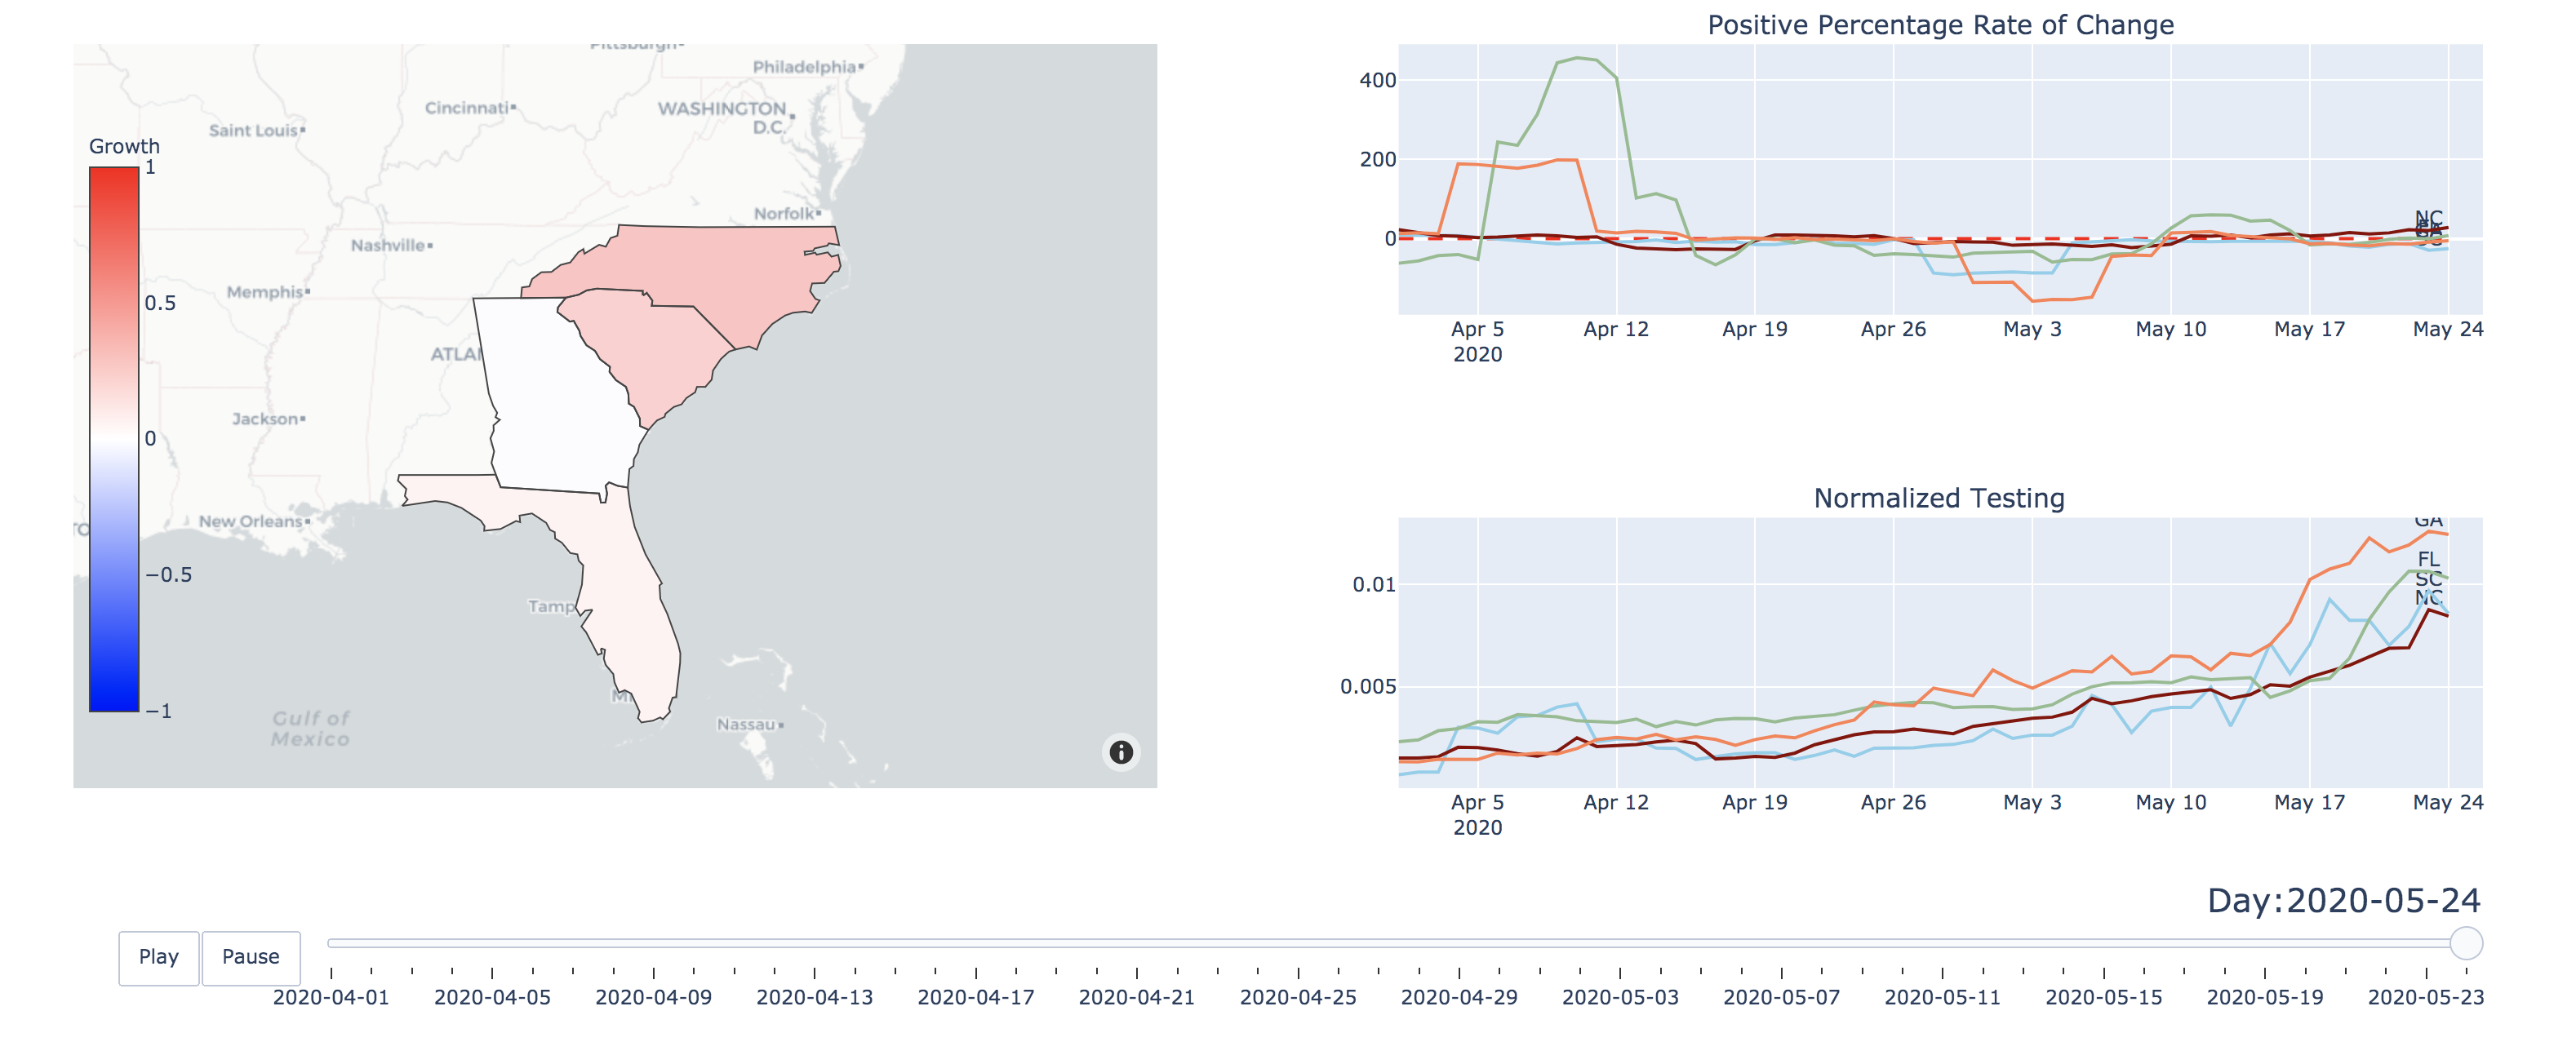 Pittsburgh
Philadelphia
Cincinnati
WASHINGTON
D.C.
Saint Louis
Growth
1
Norfolk
Nashville
Memphis
0.5
ATLA
Jackson
0
New Orleans
−0.5
Tamp
−1
Gulf of
Mexico
Nassau
Positive Percentage Rate of Change
400
200
0
NC
Apr 5
2020
Apr 12
Apr 19
Apr 26
May 3
May 10
May 17
May 24
Normalized Testing
GA
FL
SC
NC
0.01
0.005
Apr 5
2020
Apr 12
Apr 19
Apr 26
May 3
May 10
May 17
May 24
Day:2020-05-24
Play
Pause
2020-04-01
2020-04-05
2020-04-09
2020-04-13
2020-04-17
2020-04-21
2020-04-25
2020-04-29
2020-05-03
2020-05-07
2020-05-11
2020-05-15
2020-05-19
2020-05-23